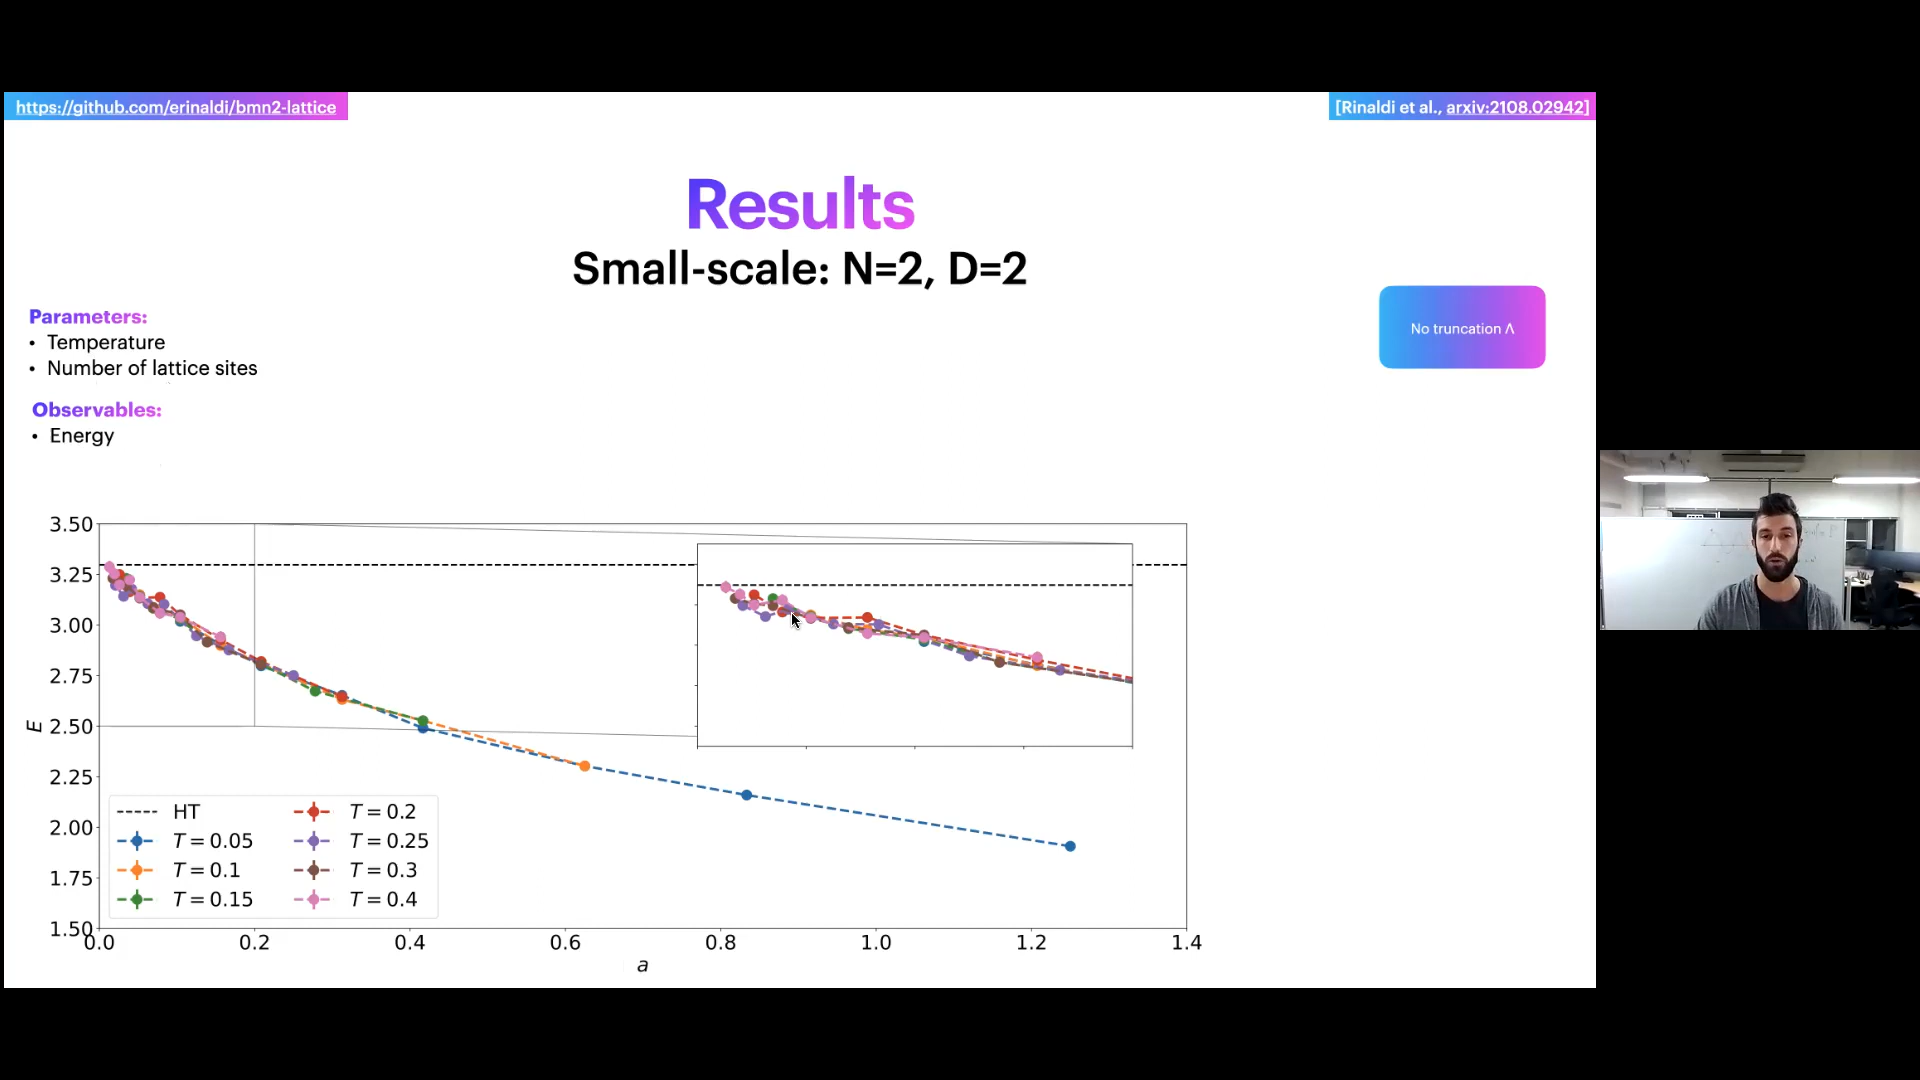 https://github.com/erinaldi/bmn2-lattice
[Rinaldi et al., arxiv:2108.02942]
Results
Small-scale: N=2, D=2
Parameters:
• Temperature
• Number of lattice sites
No truncation Λ
Observables:
• Energy
3.50
3.25
3.00
2.75
2.50
2.25
2.00
1.75
1.50
E
HT
T = 0.05
T = 0.1
T = 0.15
T = 0.2
T = 0.25
T = 0.3
T = 0.4
0.0 0.2 0.4 0.6 0.8 1.0 1.2 1.4
a